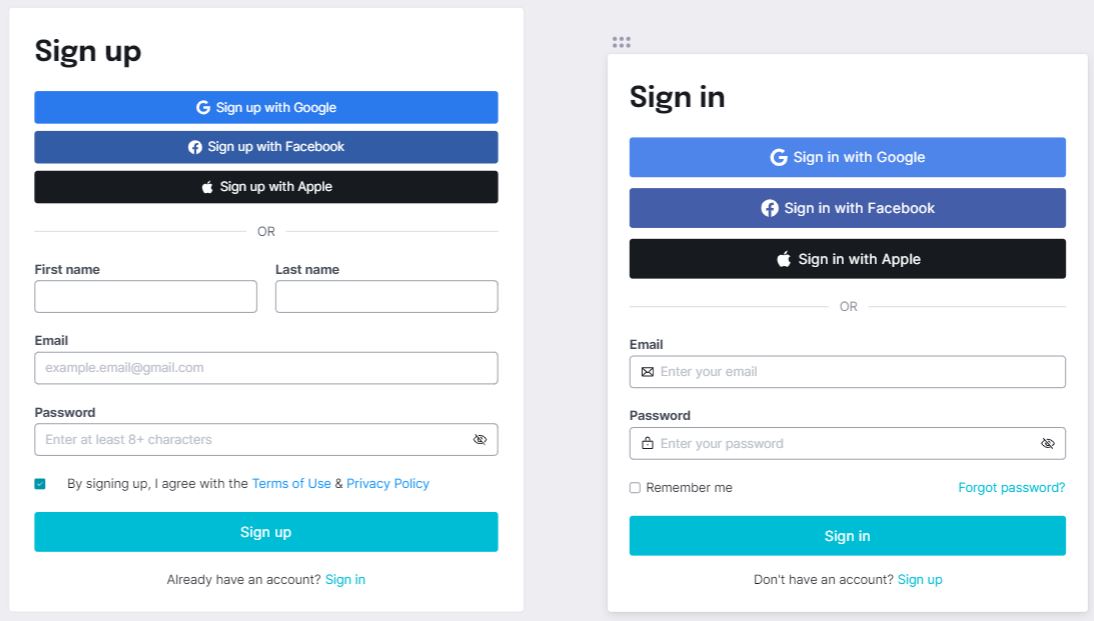 Sign up
Sign up with Google
Sign up with Facebook
Sign up with Apple
OR
First name Last name
Email
example.email@gmail.com
Password
Enter at least 8+ characters
By signing up, I agree with the Terms of Use & Privacy Policy
Sign up
Already have an account? Sign in
Sign in
Sign in with Google
Sign in with Facebook
Sign in with Apple
OR
Email
Enter your email
Password
Enter your password
Remember me Forgot password?
Sign in
Don't have an account? Sign up